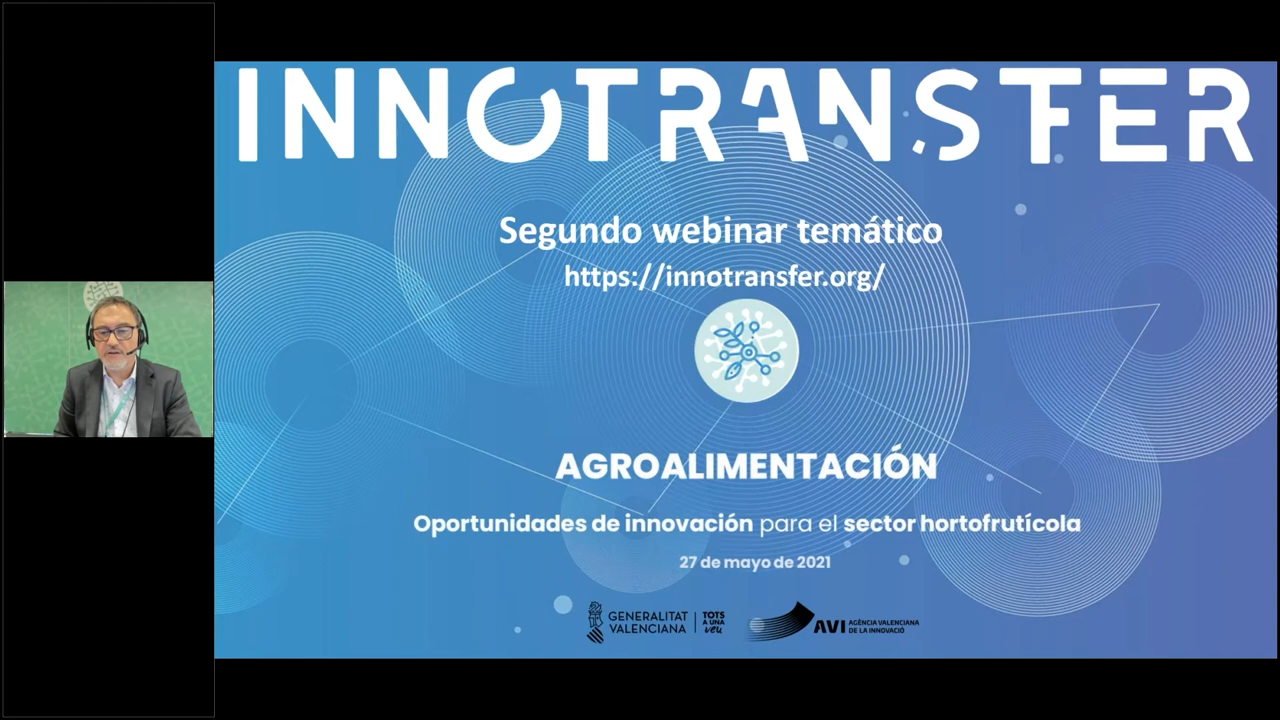 INNOTRANSFER
Segundo webinar temático
https://innotransfer.org/
AGROALIMENTACIÓN
Oportunidades de innovación para el sector hortofrutícola
27 de mayo de 2021
GENERALITAT
VALENCIANA
TOTS
A UNA
veu
AVI
AGÈNCIA VALENCIANA
DE LA INNOVACIÓ